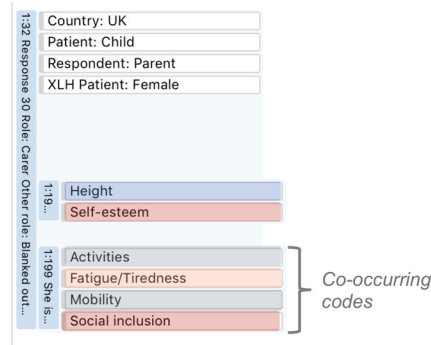 1:32 Response 30 Role: Carer Other role: Blanked out...
Country: UK
Patient: Child
Respondent: Parent
XLH Patient: Female
1:19...
Height
Self-esteem
1:199 She is...
Activities
Fatigue/Tiredness
Mobility
Social inclusion
Co-occurring
codes